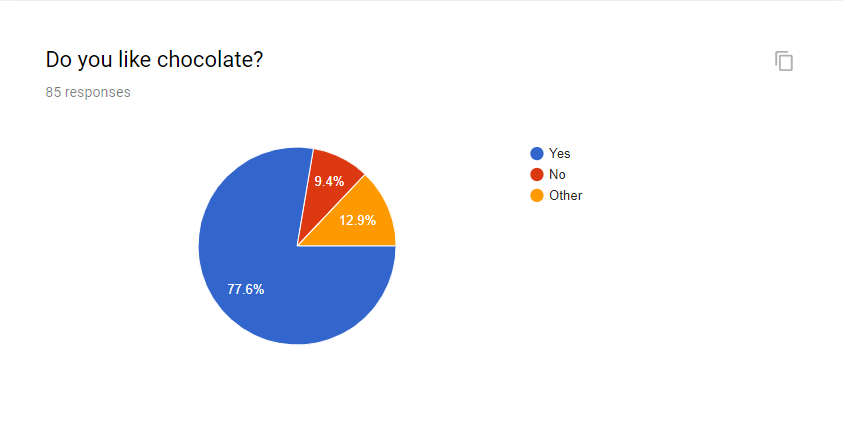 Do you like chocolate?
85 responses
Yes
No
Other
9.4%
12.9%
77.6%